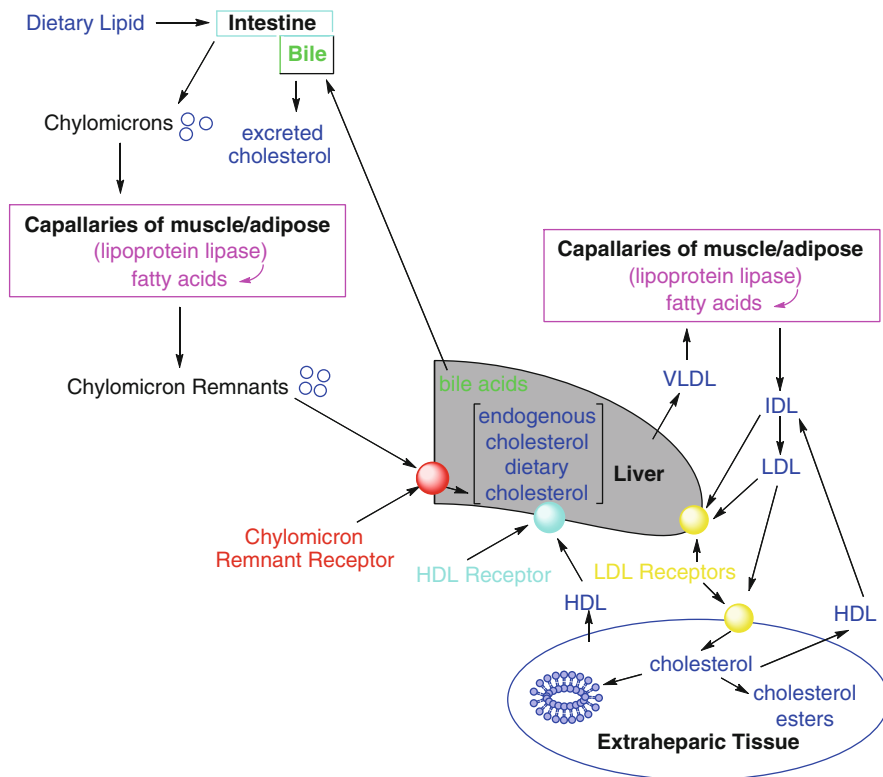 Dietary Lipid
Intestine
Bile
Chylomicrons
excreted
cholesterol
Capallaries of muscle/adipose
(lipoprotein lipase)
fatty acids
Capallaries of muscle/adipose
(lipoprotein lipase)
fatty acids
Chylomicron Remnants
bile acids
VLDL
IDL
endogenous
cholesterol
dietary
cholesterol
Liver
LDL
Chylomicron
Remnant Receptor
HDL Receptor
LDL Receptors
HDL
HDL
cholesterol
cholesterol
esters
Extraheparic Tissue